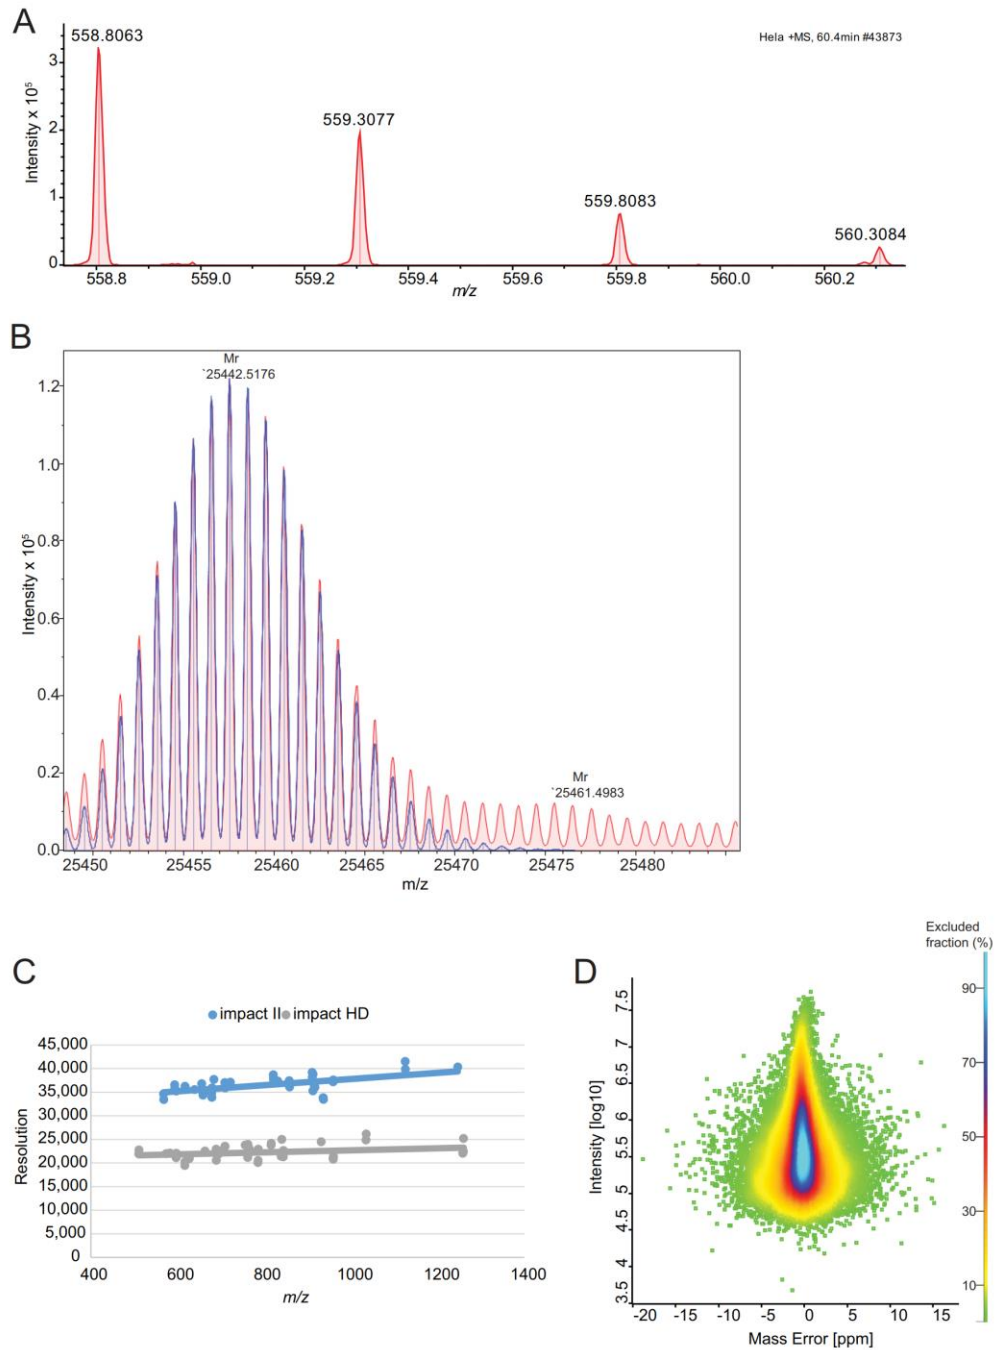 A
558.8063
Hela +MS, 60.4min #43873
559.3077
559.8083
560.3084
Intensity x 10⁵
3
2
1
0
558.8 559.0 559.2 559.4 559.6 559.8 560.0 560.2
m/z
B
Mr
`25442.5176
Mr
`25461.4983
Intensity x 10⁵
1.2
1.0
0.8
0.6
0.4
0.2
0.0
25450 25455 25460 25465 25470 25475 25480
m/z
C
impact II impact HD
Resolution
45,000
40,000
35,000
30,000
25,000
20,000
15,000
10,000
5,000
0
400 600 800 1000 1200 1400
m/z
D
Excluded
fraction (%)
90
70
50
30
10
Intensity [log10]
7.5
7
6.5
6
5.5
5
4.5
4
3.5
-20 -15 -10 -5 0 5 10 15
Mass Error [ppm]